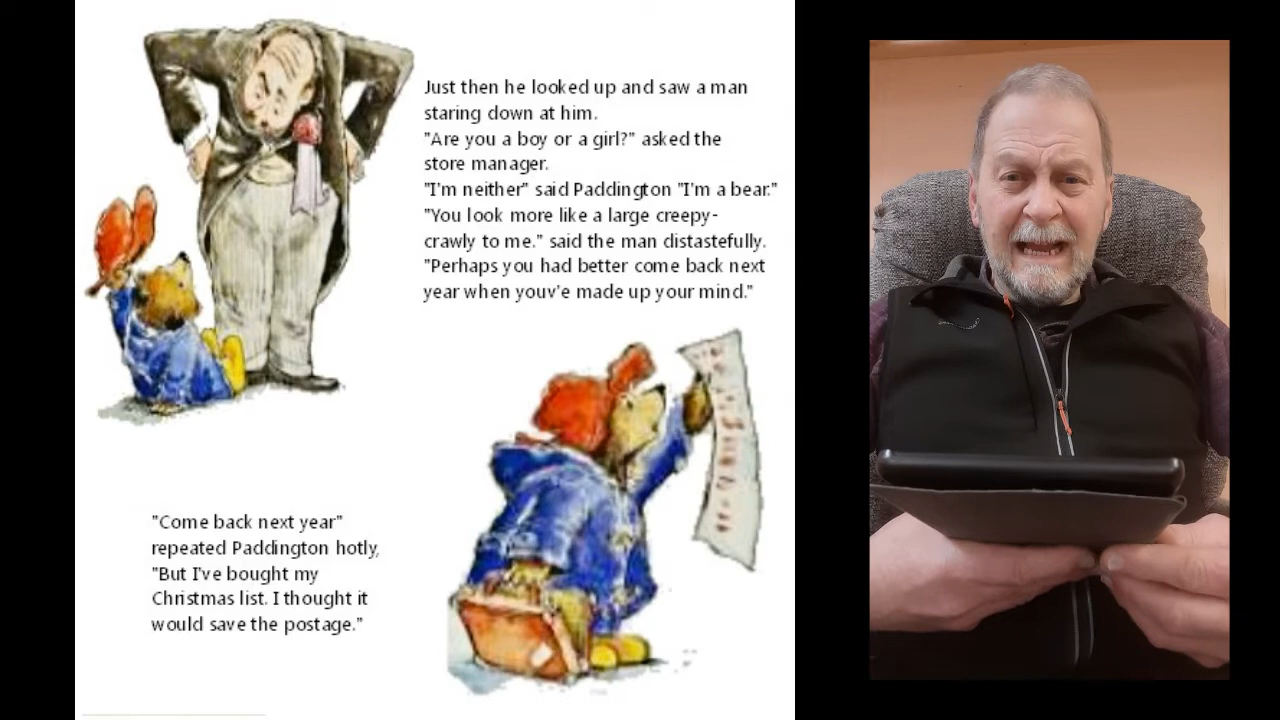 Just then he looked up and saw a man
staring down at him.
"Are you a boy or a girl?" asked the
store manager.
"I'm neither" said Paddington "I'm a bear."
"You look more like a large creepy-
crawly to me." said the man distastefully.
"Perhaps you had better come back next
year when youv'e made up your mind."
"Come back next year"
repeated Paddington hotly,
"But I've bought my
Christmas list. I thought it
would save the postage."